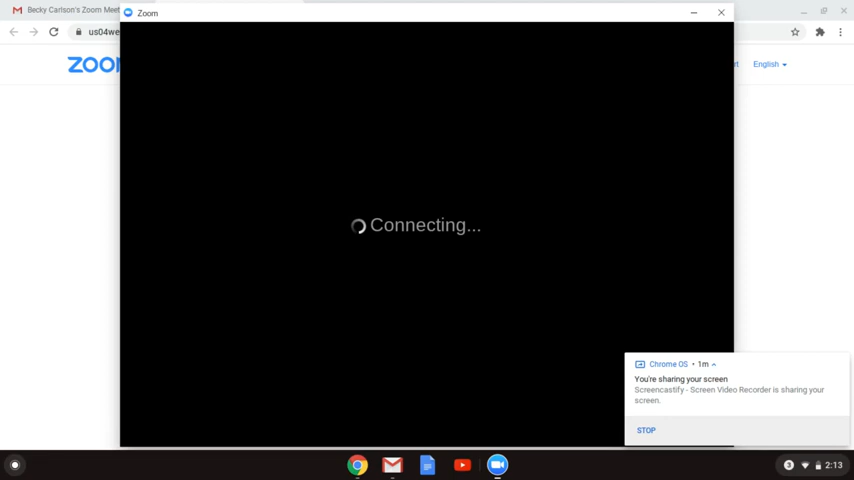 Becky Carlson's Zoom Meet
Zoom
us04we
ZOOM
rt
English
Connecting...
Chrome OS • 1m
You're sharing your screen
Screencastify - Screen Video Recorder is sharing your
screen.
STOP
3
2:13